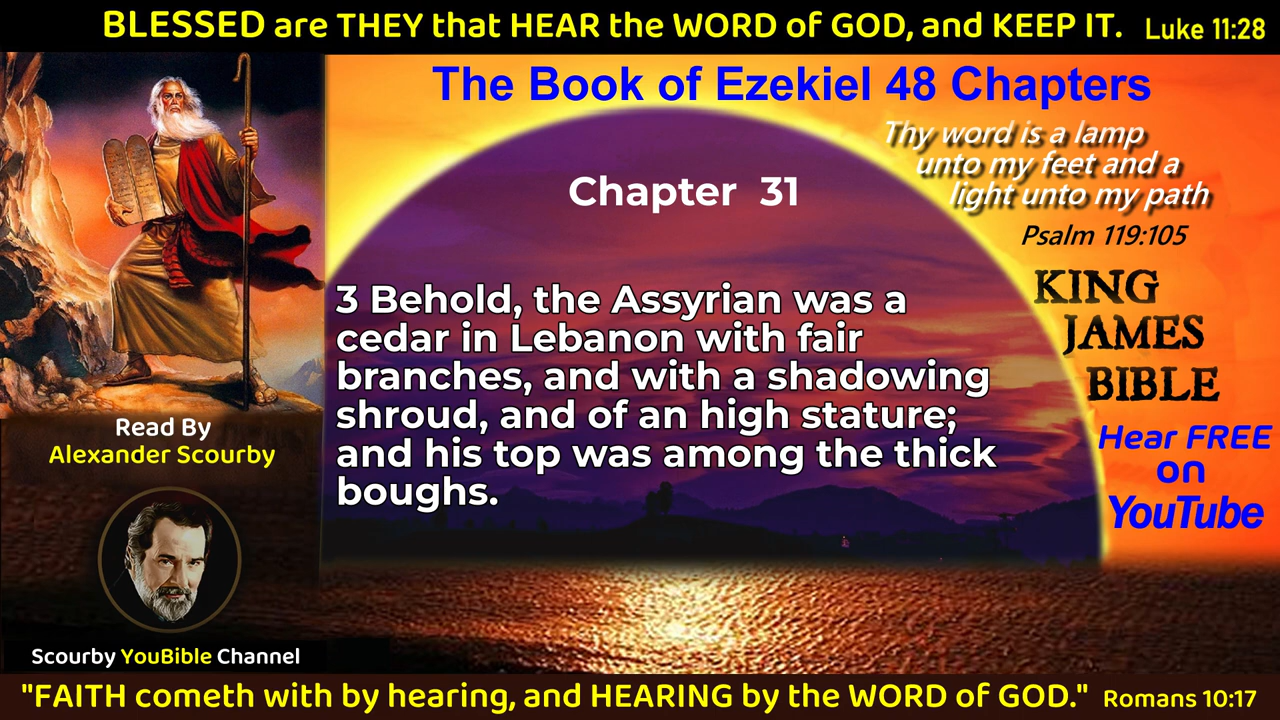 BLESSED are THEY that HEAR the WORD of GOD, and KEEP IT. Luke 11:28
The Book of Ezekiel 48 Chapters
Thy word is a lamp
unto my feet and a
light unto my path
Psalm 119:105
Chapter 31
3 Behold, the Assyrian was a
cedar in Lebanon with fair
branches, and with a shadowing
shroud, and of an high stature;
and his top was among the thick
boughs.
KING
JAMES
BIBLE
Hear FREE
on
YouTube
Read By
Alexander Scourby
Scourby YouBible Channel
"FAITH cometh with by hearing, and HEARING by the WORD of GOD." Romans 10:17